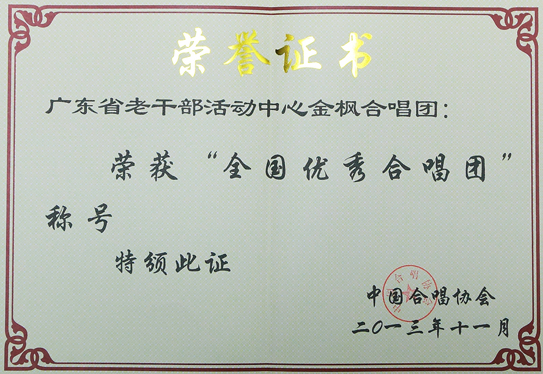 荣誉证书
广东省老干部活动中心金枫合唱团：
荣获“全国优秀合唱团”
称号
特颁此证
中国合唱协会
二〇一三年十一月